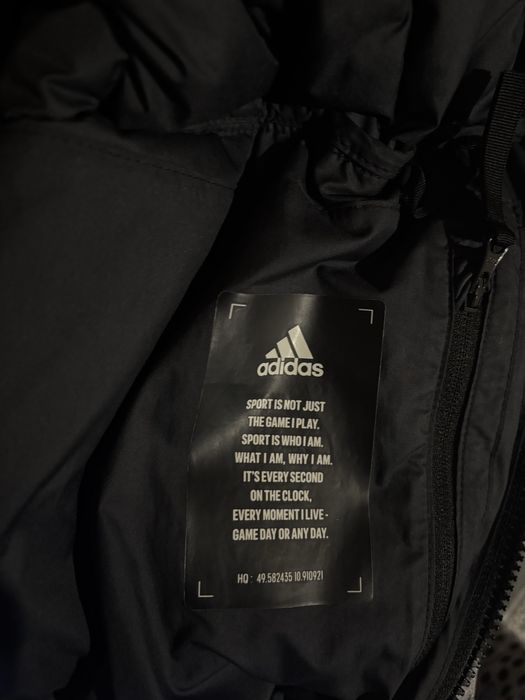 adidas
SPORT IS NOT JUST
THE GAME I PLAY.
SPORT IS WHO I AM.
WHAT I AM, WHY I AM.
IT'S EVERY SECOND
ON THE CLOCK,
EVERY MOMENT I LIVE -
GAME DAY OR ANY DAY.
HQ : 49.582435 10.910921